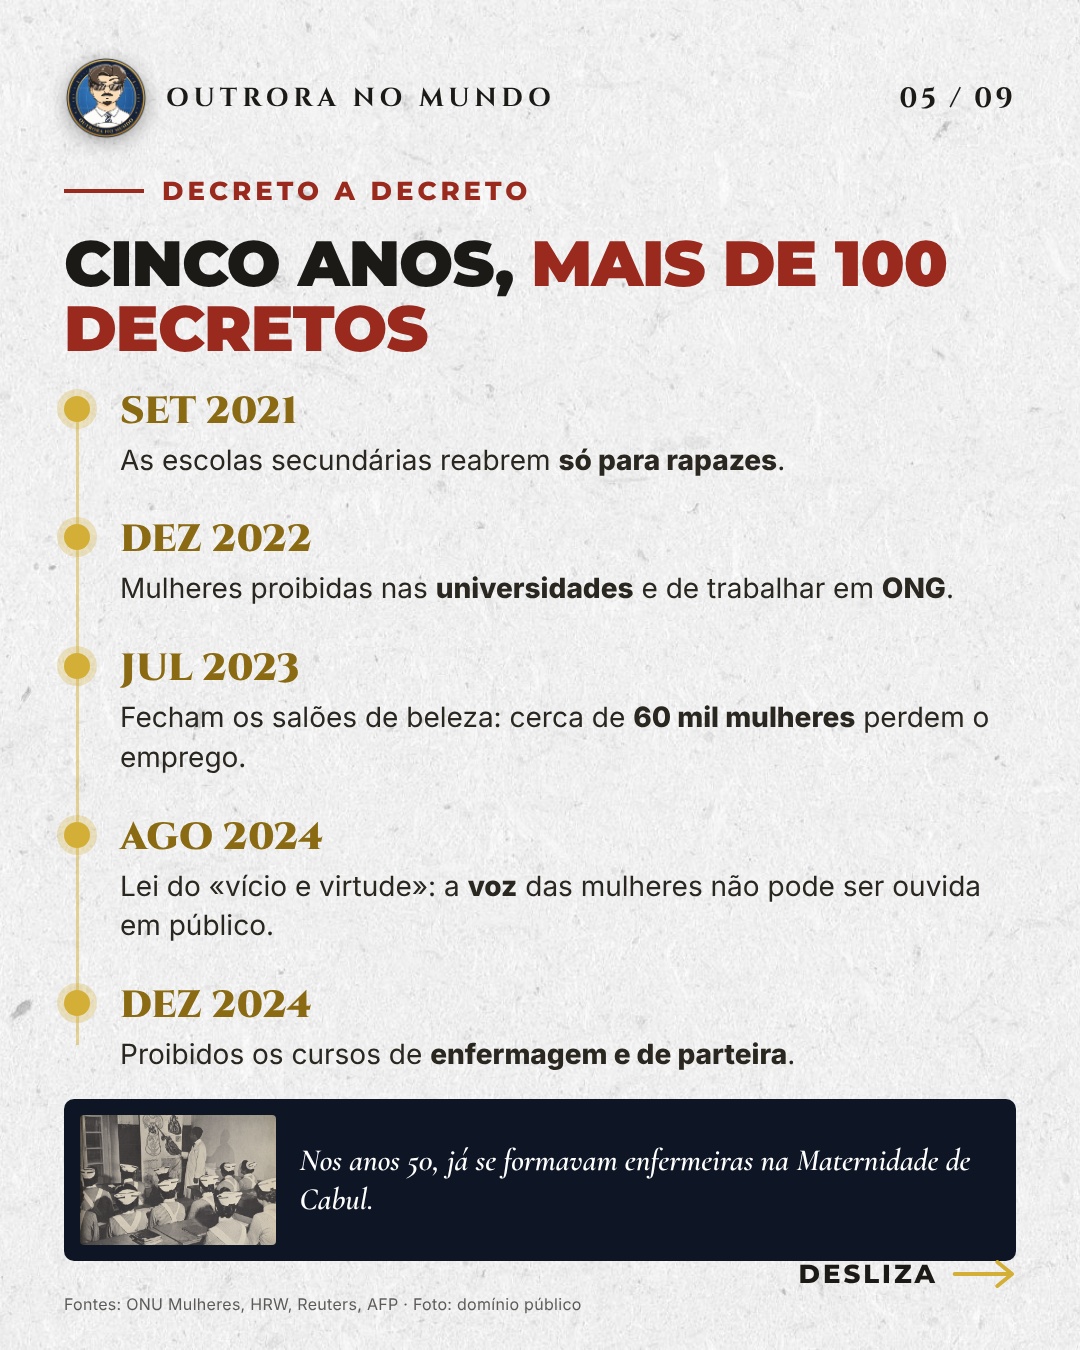 OUTRORA NO MUNDO
05 / 09
DECRETO A DECRETO
CINCO ANOS, MAIS DE 100
DECRETOS
SET 2021
As escolas secundárias reabrem só para rapazes.
DEZ 2022
Mulheres proibidas nas universidades e de trabalhar em ONG.
JUL 2023
Fecham os salões de beleza: cerca de 60 mil mulheres perdem o
emprego.
AGO 2024
Lei do «vício e virtude»: a voz das mulheres não pode ser ouvida
em público.
DEZ 2024
Proibidos os cursos de enfermagem e de parteira.
Nos anos 50, já se formavam enfermeiras na Maternidade de
Cabul.
DESLIZA
Fontes: ONU Mulheres, HRW, Reuters, AFP · Foto: domínio público